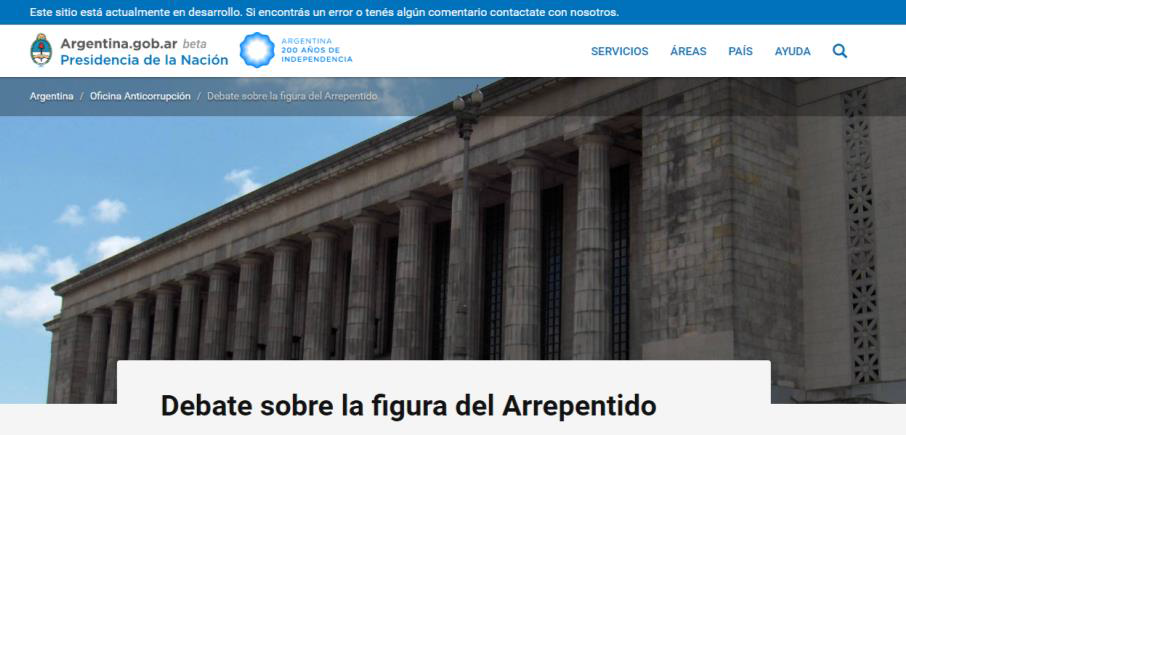 Este sitio está actualmente en desarrollo. Si encontrás un error o tenés algún comentario contactate con nosotros.
Argentina.gob.ar beta
Presidencia de la Nación
ARGENTINA
200 AÑOS DE
INDEPENDENCIA
SERVICIOS ÁREAS PAÍS AYUDA
Argentina / Oficina Anticorrupción / Debate sobre la figura del Arrepentido
Debate sobre la figura del Arrepentido